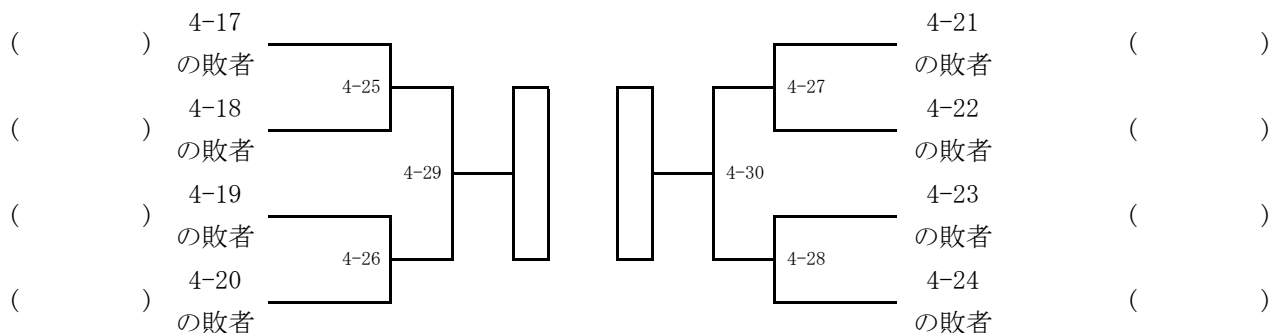 ( ) 4-17 の敗者
4-25
( ) 4-18 の敗者
4-29
( ) 4-19 の敗者
4-26
( ) 4-20 の敗者
4-21 の敗者 ( )
4-27
4-22 の敗者 ( )
4-30
4-23 の敗者 ( )
4-28
4-24 の敗者 ( )